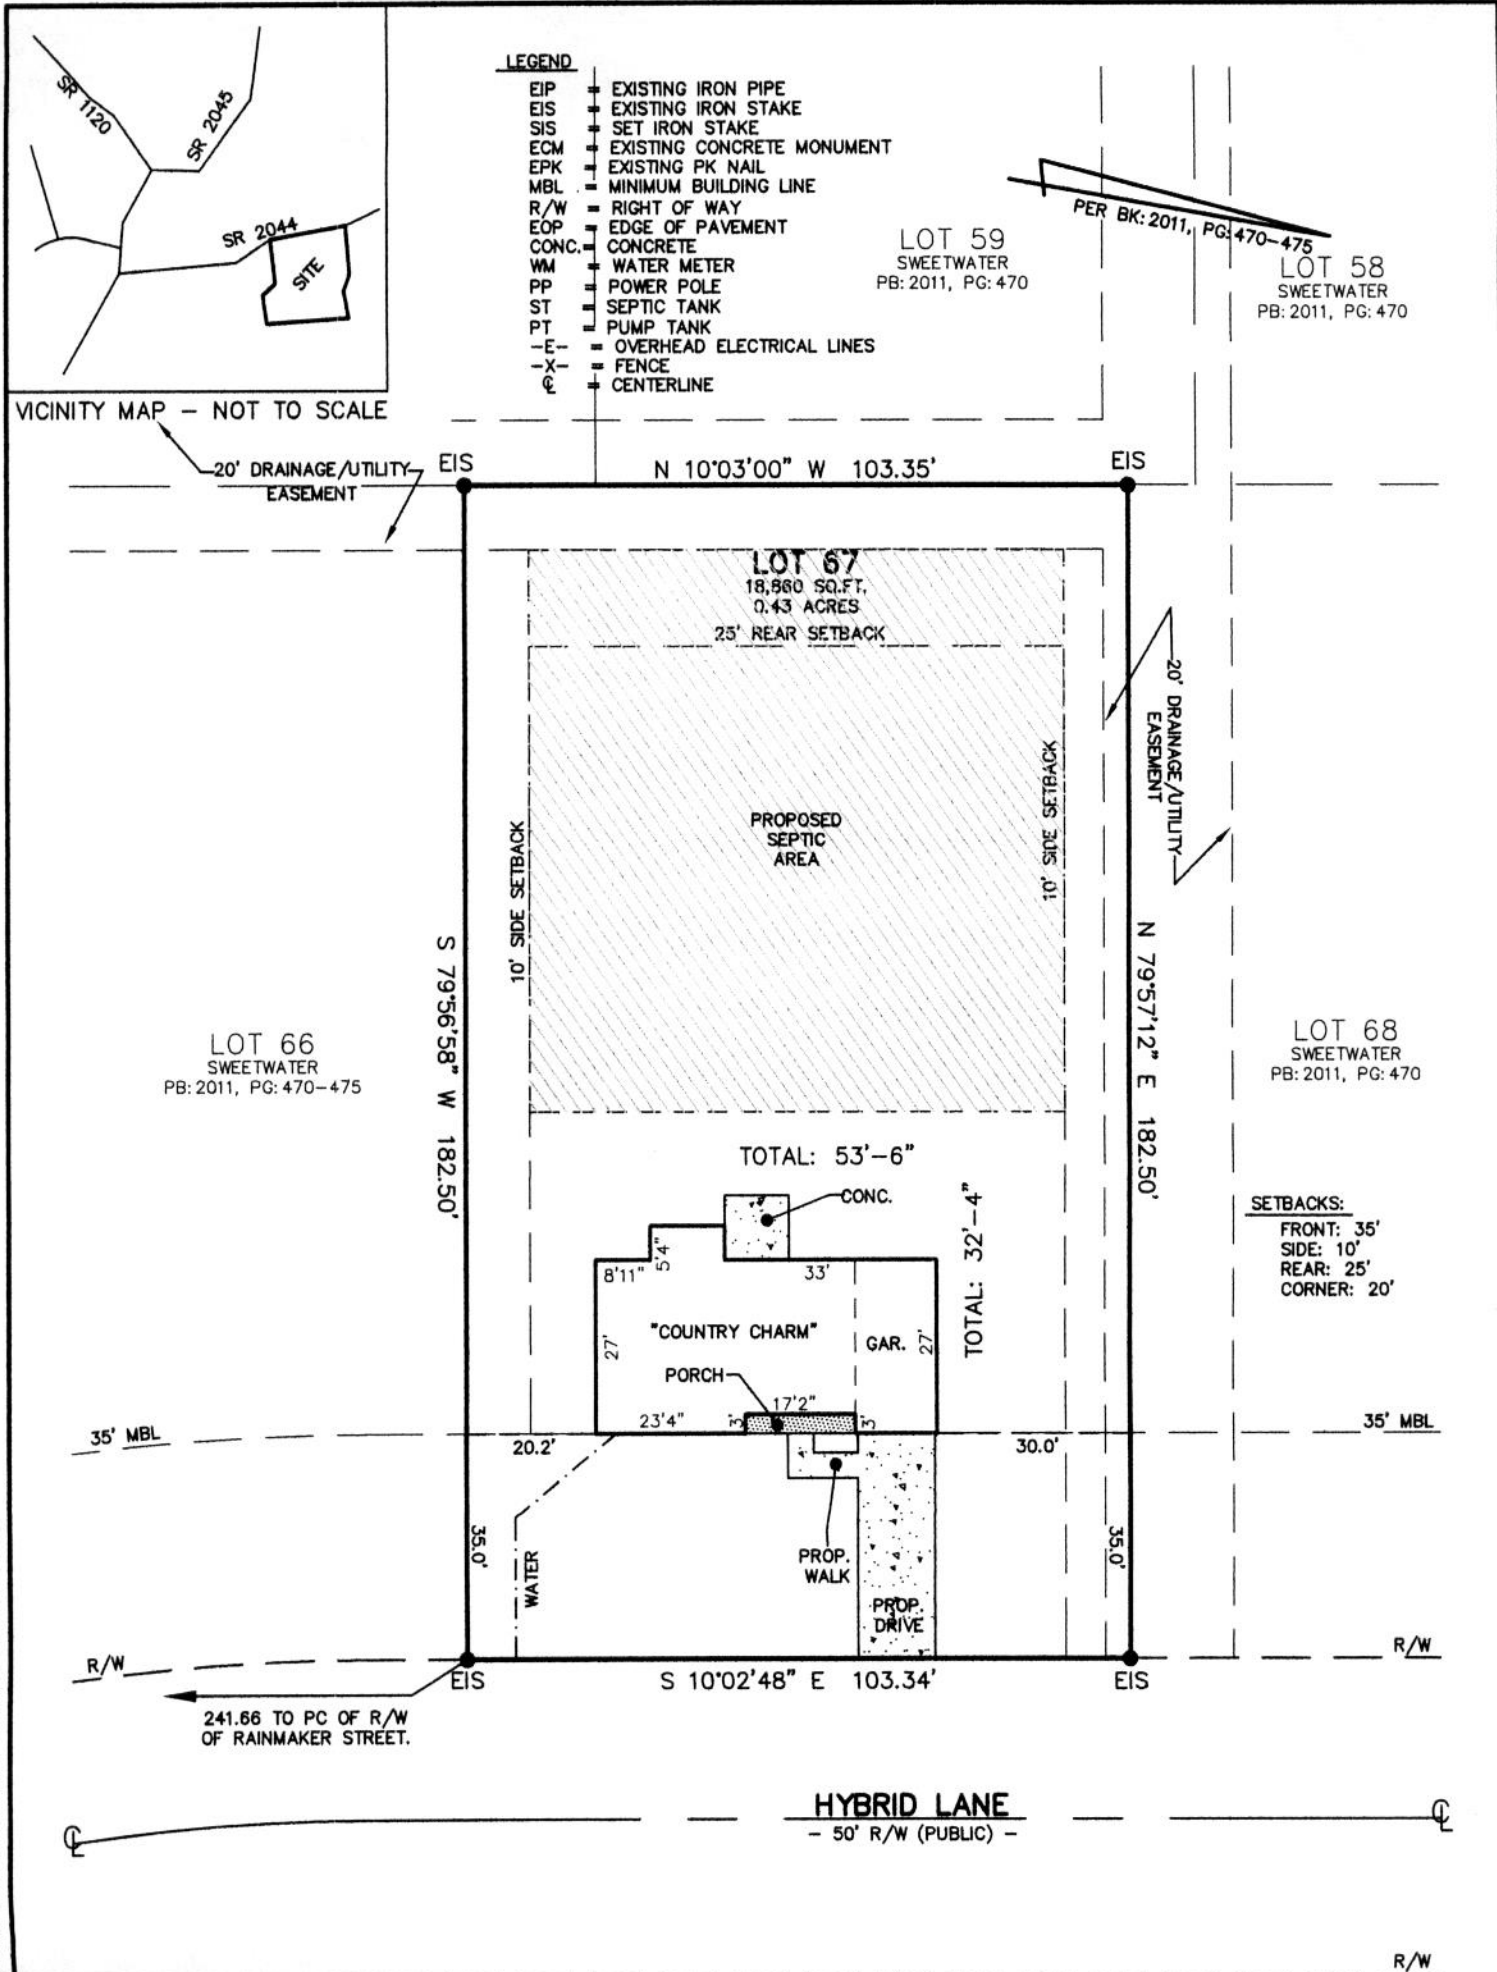 SR 1120
SR 2045
SR 2044
SITE
VICINITY MAP - NOT TO SCALE
LEGEND
EIP = EXISTING IRON PIPE
EIS = EXISTING IRON STAKE
SIS = SET IRON STAKE
ECM = EXISTING CONCRETE MONUMENT
EPK = EXISTING PK NAIL
MBL = MINIMUM BUILDING LINE
R/W = RIGHT OF WAY
EOP = EDGE OF PAVEMENT
CONC. = CONCRETE
WM = WATER METER
PP = POWER POLE
ST = SEPTIC TANK
PT = PUMP TANK
-E- = OVERHEAD ELECTRICAL LINES
-X- = FENCE
℄ = CENTERLINE
PER BK: 2011, PG: 470-475
LOT 59
SWEETWATER
PB: 2011, PG: 470
LOT 58
SWEETWATER
PB: 2011, PG: 470
20' DRAINAGE/UTILITY
EASEMENT
EIS
N 10°03'00" W 103.35'
EIS
LOT 67
18,860 SQ.FT.
0.43 ACRES
25' REAR SETBACK
20' DRAINAGE/UTILITY
EASEMENT
10' SIDE SETBACK
10' SIDE SETBACK
PROPOSED
SEPTIC
AREA
S 79°56'58" W 182.50'
N 79°57'12" E 182.50'
LOT 66
SWEETWATER
PB: 2011, PG: 470-475
LOT 68
SWEETWATER
PB: 2011, PG: 470
TOTAL: 53'-6"
CONC.
TOTAL: 32'-4"
SETBACKS:
FRONT: 35'
SIDE: 10'
REAR: 25'
CORNER: 20'
8'11"
5'4"
33'
27'
"COUNTRY CHARM"
GAR.
27'
PORCH
17'2"
23'4"
3'
3'
35' MBL
20.2'
30.0'
35' MBL
35.0'
WATER
PROP.
WALK
PROP.
DRIVE
35.0'
R/W
EIS
S 10°02'48" E 103.34'
EIS
R/W
241.66 TO PC OF R/W
OF RAINMAKER STREET.
HYBRID LANE
- 50' R/W (PUBLIC) -
℄
℄
R/W